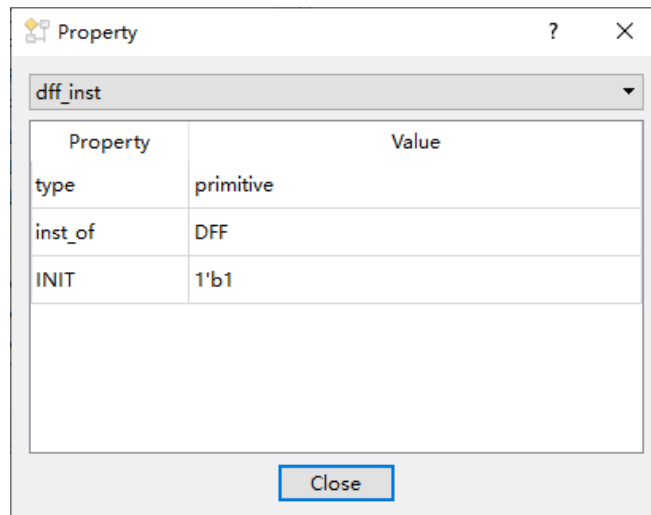 Property
?
dff_inst
Property Value
type primitive
inst_of DFF
INIT 1'b1
Close